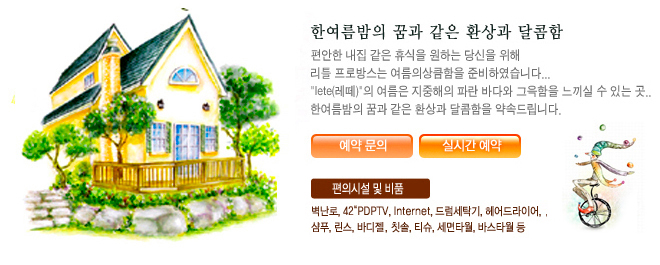 한여름밤의 꿈과 같은 환상과 달콤함
편안한 내집 같은 휴식을 원하는 당신을 위해
리틀 프로방스는 여름의상큼함을 준비하였습니다...
"lete(레떼)"의 여름은 지중해의 파란 바다와 그윽함을 느끼실 수 있는 곳..
한여름밤의 꿈과 같은 환상과 달콤함을 약속드립니다.
예약 문의 실시간 예약
편의시설 및 비품
벽난로, 42"PDPTV, Internet, 드럼세탁기, 헤어드라이어, ,
샴푸, 린스, 바디젤, 칫솔, 티슈, 세면타월, 바스타월 등